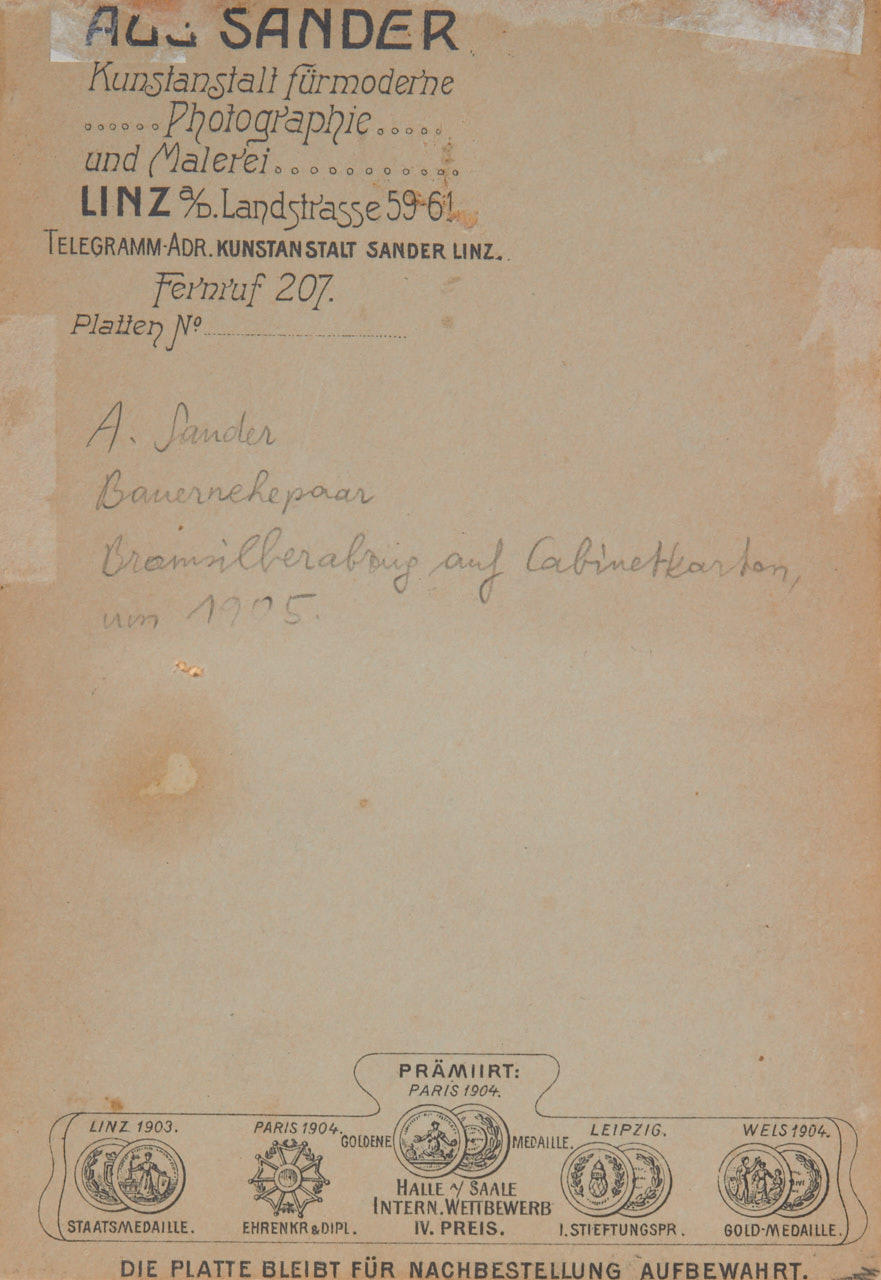 AUG SANDER
Kunstanstalt für moderne
......Photographie.....
und Malerei...........
LINZ a/D. Landstrasse 59-61.
TELEGRAMM-ADR. KUNSTANSTALT SANDER LINZ.
Fernruf 207.
Platten No
A. Sander
Bauernehepaar
Bromsilberabzug auf Cabinetkarton,
um 1905.
PRÄMIIRT:
PARIS 1904.
LINZ 1903.
PARIS 1904.
GOLDENE MEDAILLE.
LEIPZIG.
WELS 1904.
HALLE a/ SAALE
INTERN. WETTBEWERB
STAATSMEDAILLE.
EHRENKR & DIPL.
IV. PREIS.
I. STIEFTUNGSPR.
GOLD-MEDAILLE.
DIE PLATTE BLEIBT FÜR NACHBESTELLUNG AUFBEWAHRT.